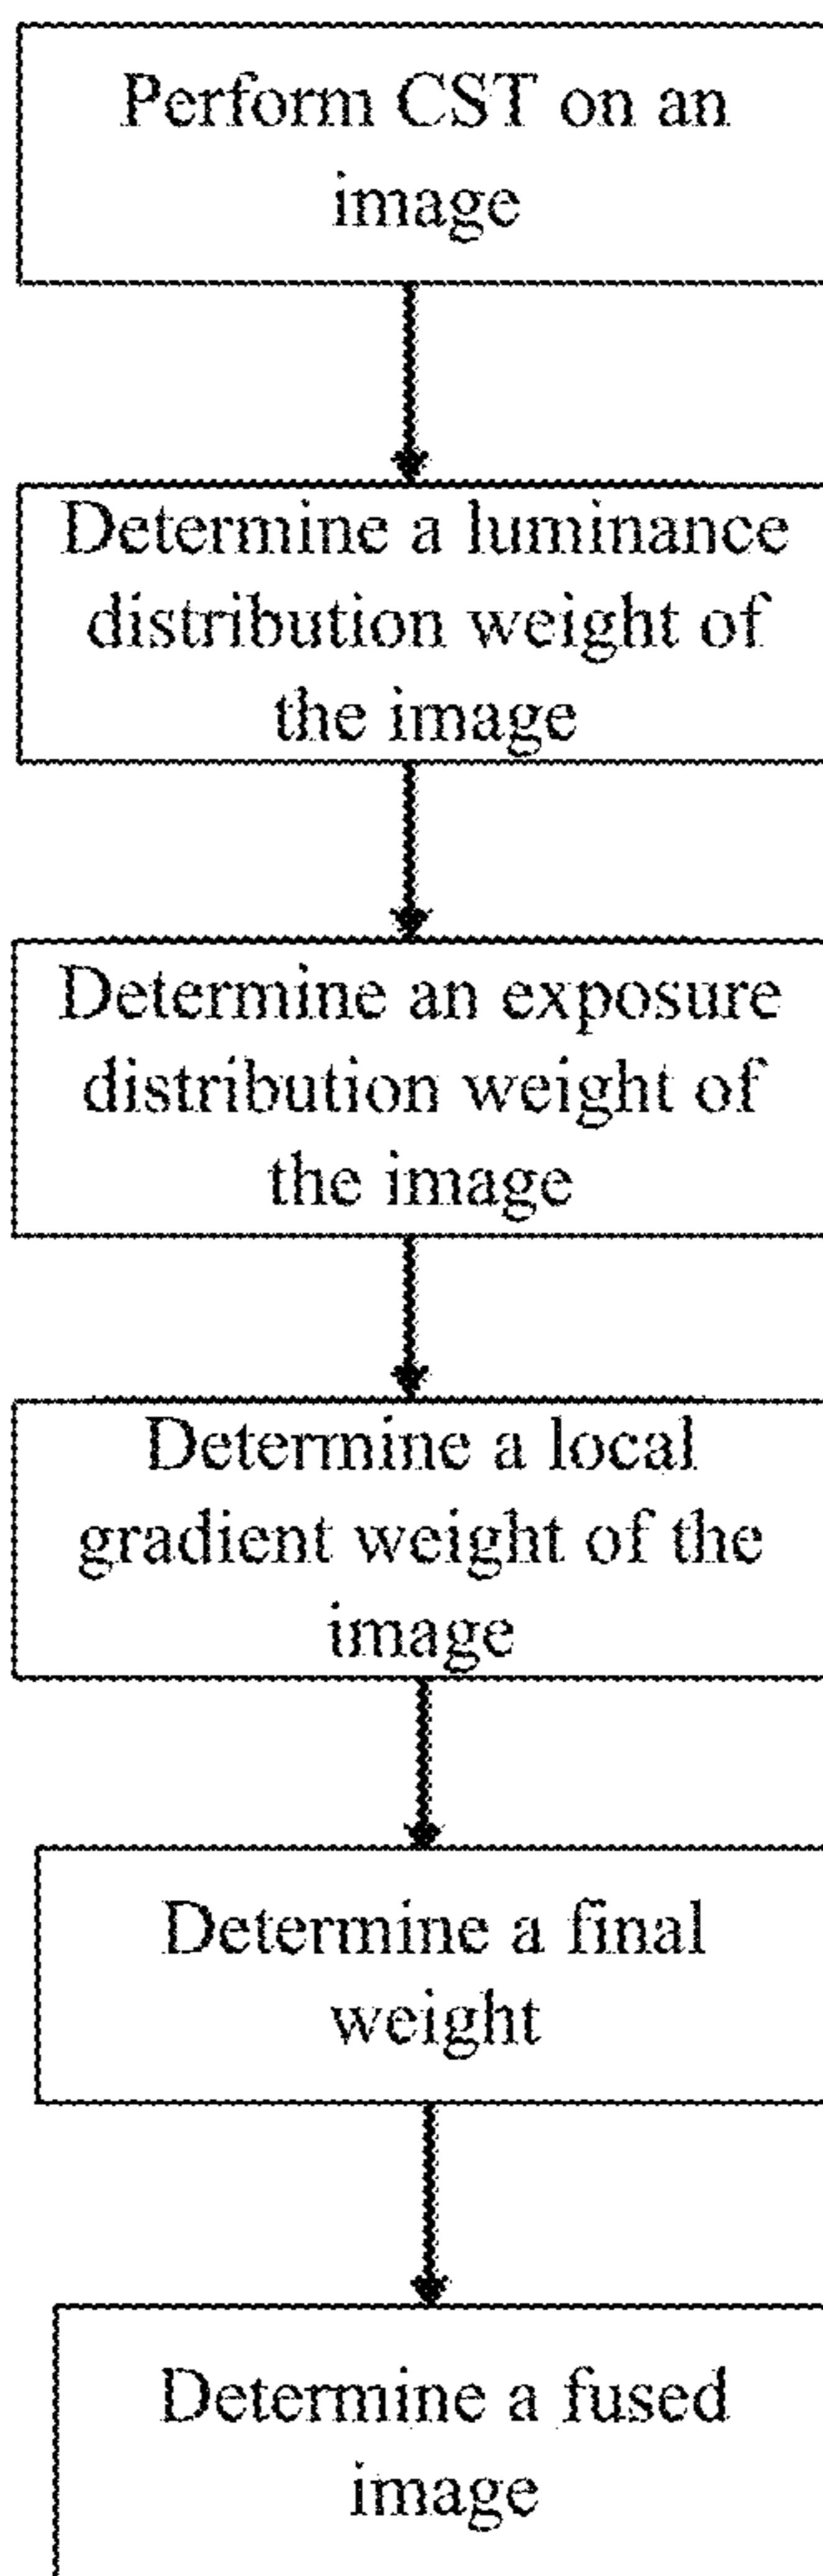 Perform CST on an
image
Determine a luminance
distribution weight of
the image
Determine an exposure
distribution weight of
the image
Determine a local
gradient weight of the
image
Determine a final
weight
Determine a fused
image